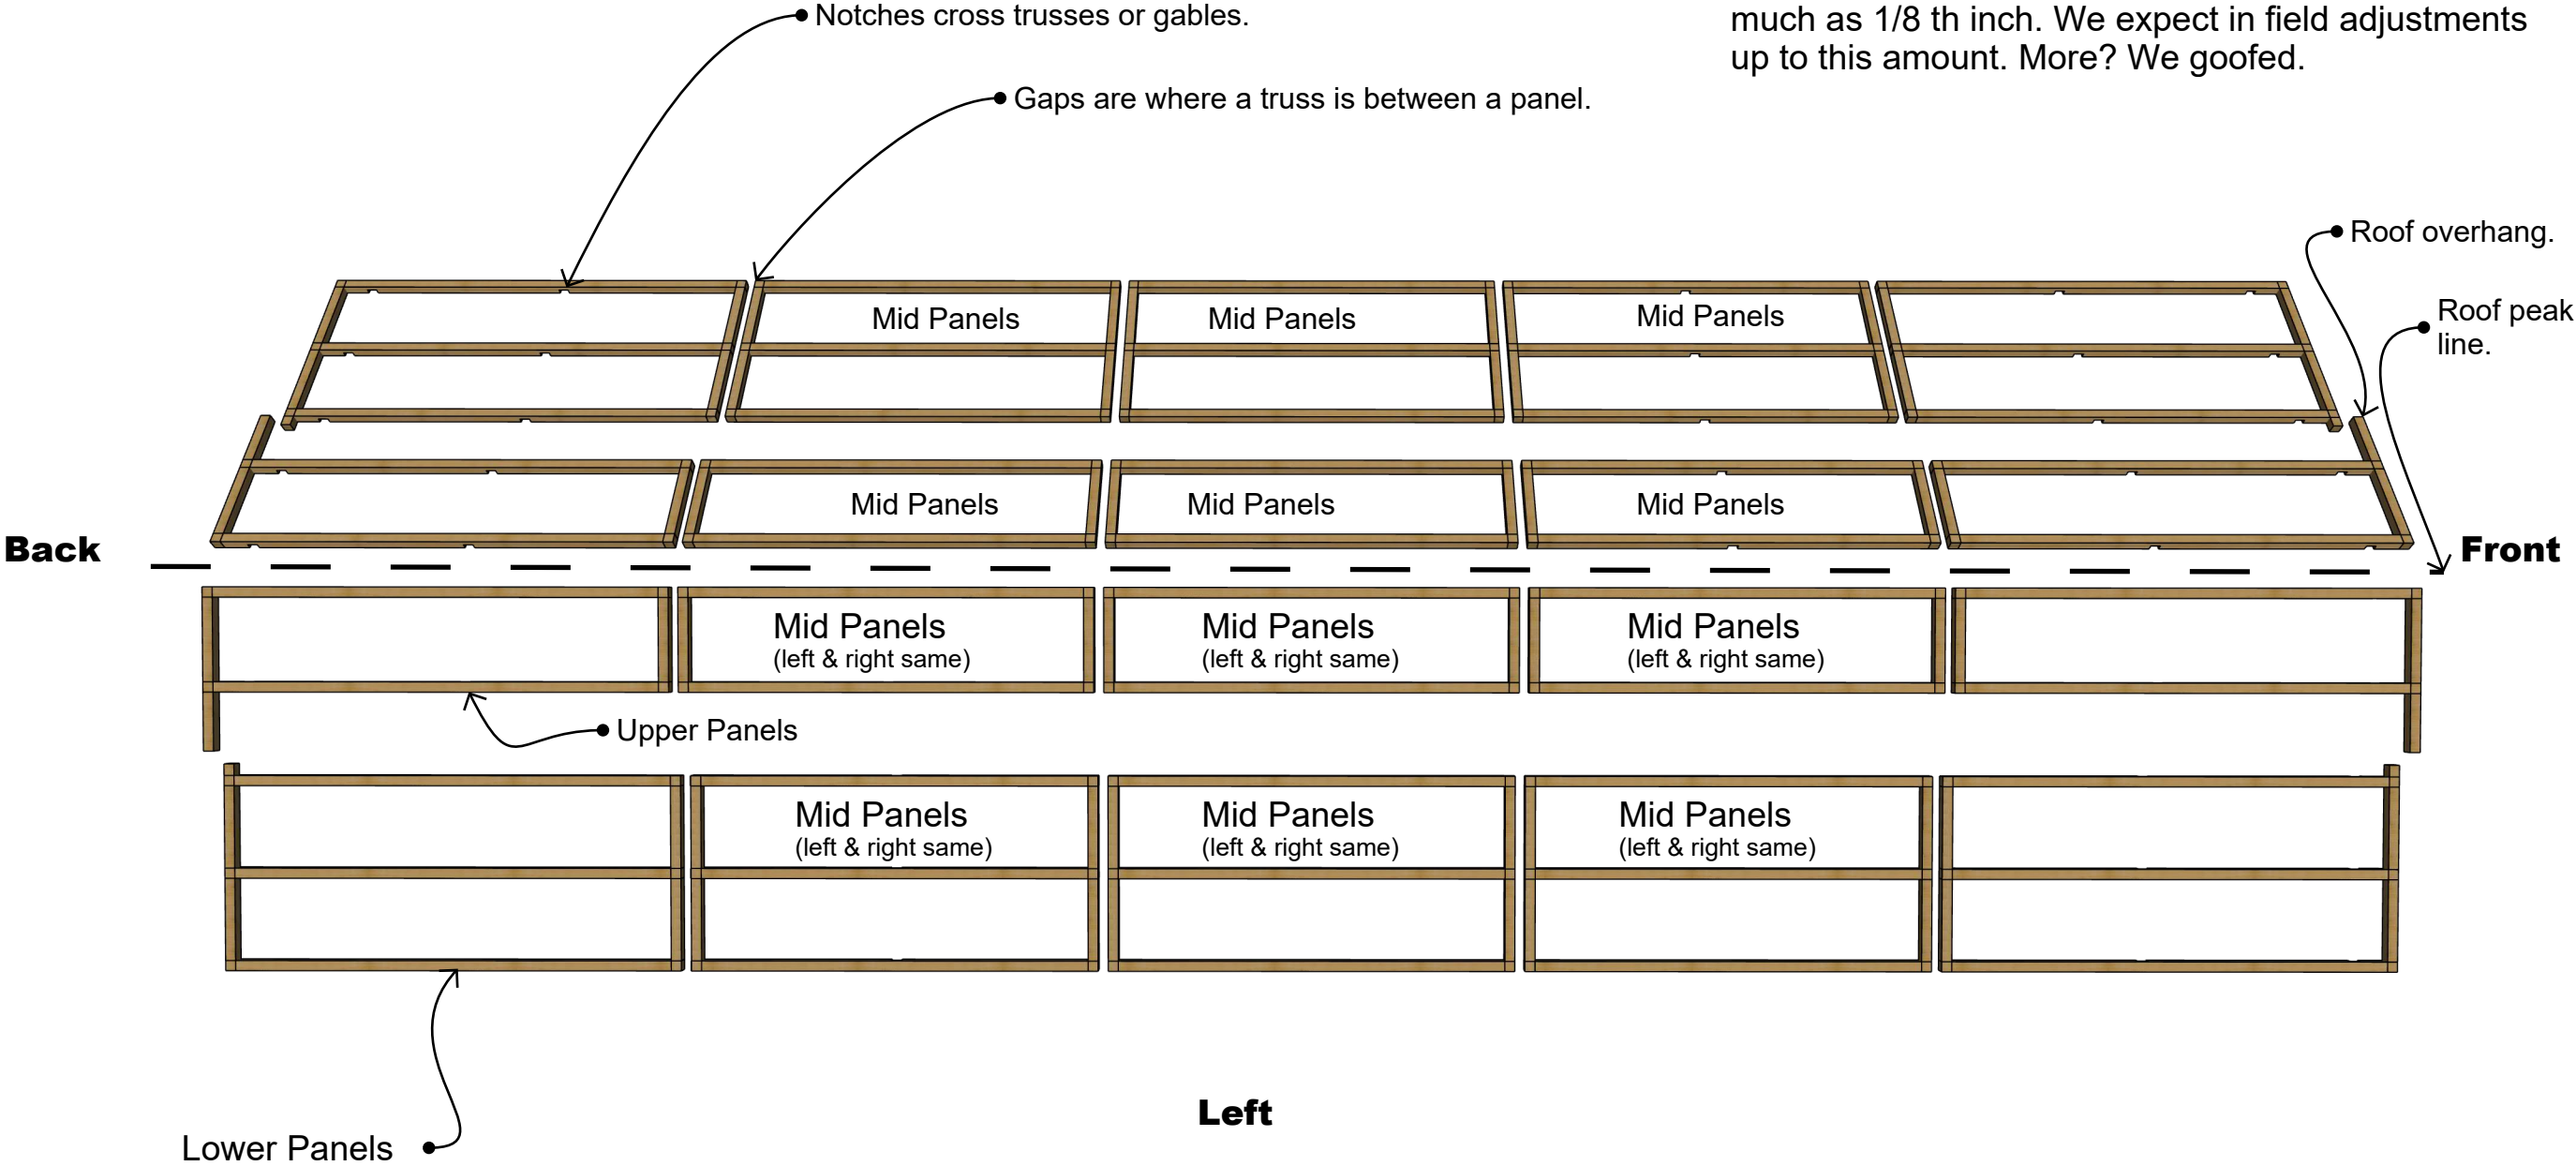 much as 1/8 th inch. We expect in field adjustments
up to this amount. More? We goofed.
Notches cross trusses or gables.
Gaps are where a truss is between a panel.
Roof overhang.
Roof peak
line.
Mid Panels
Mid Panels
Mid Panels
Mid Panels
Mid Panels
Mid Panels
Back
Front
Mid Panels
(left & right same)
Mid Panels
(left & right same)
Mid Panels
(left & right same)
Upper Panels
Mid Panels
(left & right same)
Mid Panels
(left & right same)
Mid Panels
(left & right same)
Left
Lower Panels